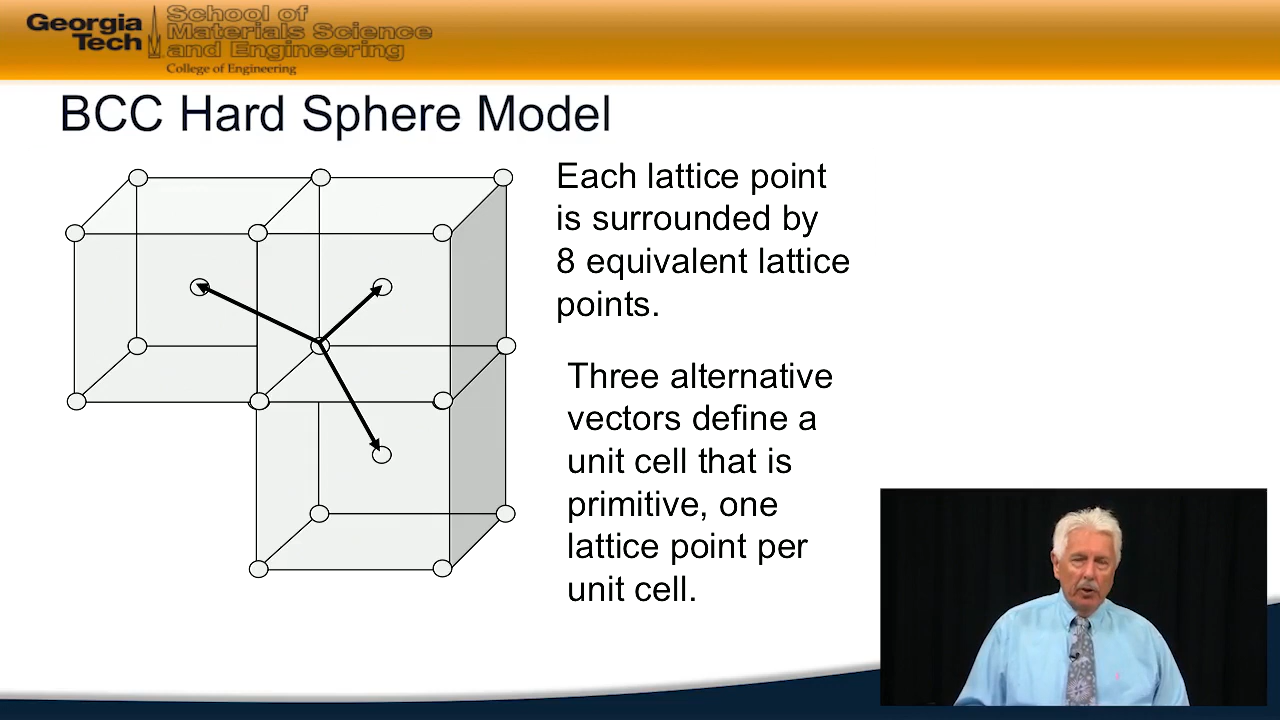 Georgia
Tech
School of
Materials Science
and Engineering
College of Engineering
BCC Hard Sphere Model
Each lattice point
is surrounded by
8 equivalent lattice
points.
Three alternative
vectors define a
unit cell that is
primitive, one
lattice point per
unit cell.